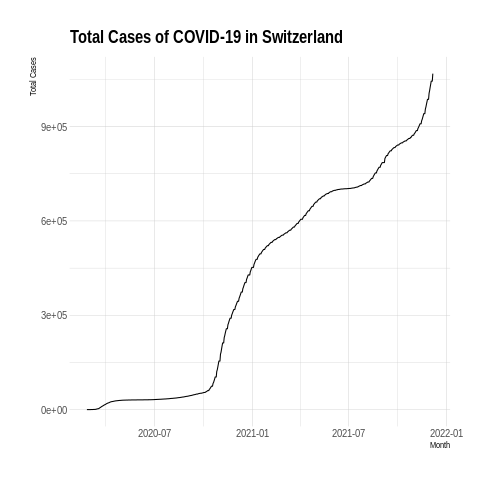 Total Cases of COVID-19 in Switzerland
Total Cases
9e+05
6e+05
3e+05
0e+00
2020-07 2021-01 2021-07 2022-01
Month